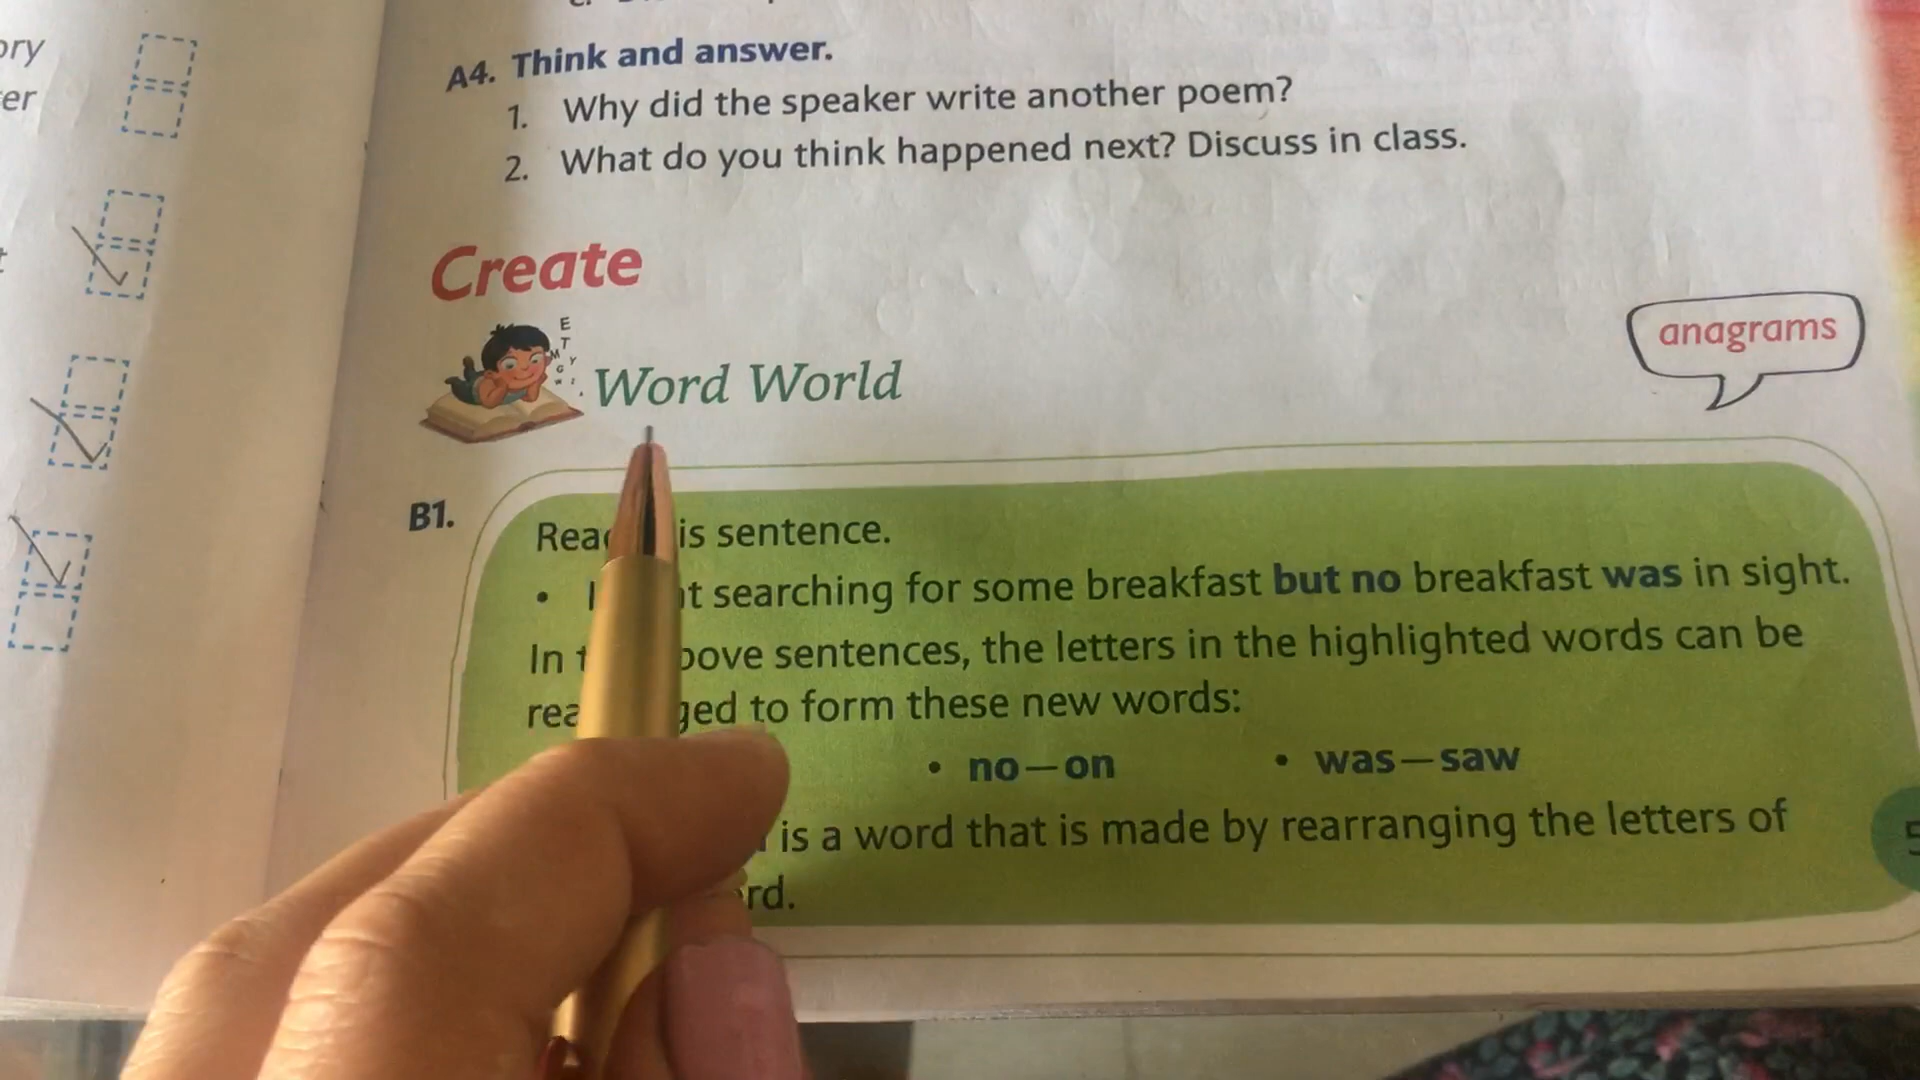 ory
er
A4. Think and answer.
1. Why did the speaker write another poem?
2. What do you think happened next? Discuss in class.
Create
E
T
M Y
G
Word World
anagrams
B1.
is sentence.
• searching for some breakfast but no breakfast was in sight.
In sentences, the letters in the highlighted words can be
to form these new words:
• no—on • was—saw
is a word that is made by rearranging the letters of
5